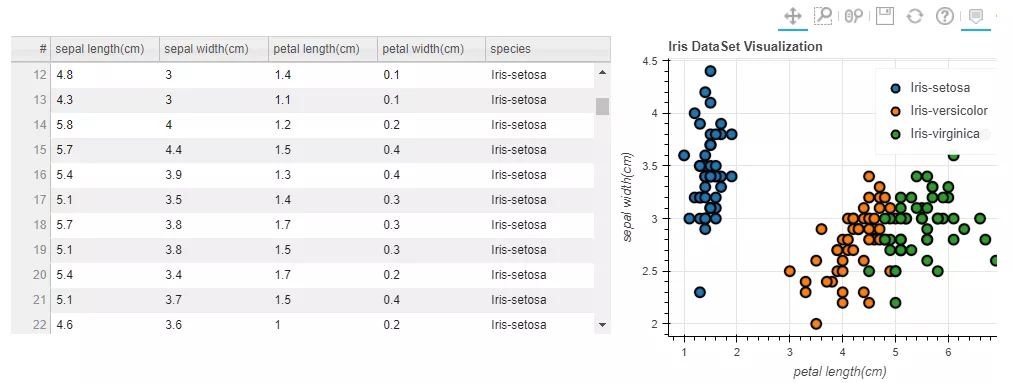 # sepal length(cm) sepal width(cm) petal length(cm) petal width(cm) species
12 4.8 3 1.4 0.1 Iris-setosa
13 4.3 3 1.1 0.1 Iris-setosa
14 5.8 4 1.2 0.2 Iris-setosa
15 5.7 4.4 1.5 0.4 Iris-setosa
16 5.4 3.9 1.3 0.4 Iris-setosa
17 5.1 3.5 1.4 0.3 Iris-setosa
18 5.7 3.8 1.7 0.3 Iris-setosa
19 5.1 3.8 1.5 0.3 Iris-setosa
20 5.4 3.4 1.7 0.2 Iris-setosa
21 5.1 3.7 1.5 0.4 Iris-setosa
22 4.6 3.6 1 0.2 Iris-setosa
Iris DataSet Visualization
Iris-setosa
Iris-versicolor
Iris-virginica
sepal width(cm)
4.5
4
3.5
3
2.5
2
1 2 3 4 5 6
petal length(cm)